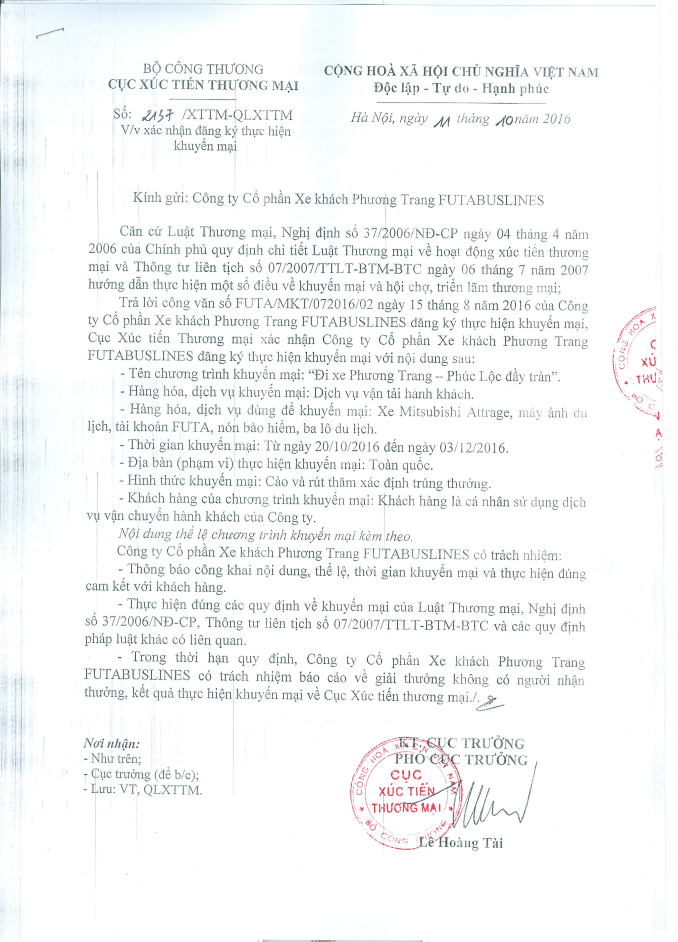 BỘ CÔNG THƯƠNG
CỤC XÚC TIẾN THƯƠNG MẠI
Số: 2137 /XTTM-QLXTTM
V/v xác nhận đăng ký thực hiện
khuyến mại
CỘNG HOÀ XÃ HỘI CHỦ NGHĨA VIỆT NAM
Độc lập - Tự do - Hạnh phúc
Hà Nội, ngày 11 tháng 10 năm 2016
Kính gửi: Công ty Cổ phần Xe khách Phương Trang FUTABUSLINES
Căn cứ Luật Thương mại, Nghị định số 37/2006/NĐ-CP ngày 04 tháng 4 năm
2006 của Chính phủ quy định chi tiết Luật Thương mại về hoạt động xúc tiến thương
mại và Thông tư liên tịch số 07/2007/TTLT-BTM-BTC ngày 06 tháng 7 năm 2007
hướng dẫn thực hiện một số điều về khuyến mại và hội chợ, triển lãm thương mại;
Trả lời công văn số FUTA/MKT/072016/02 ngày 15 tháng 8 năm 2016 của Công
ty Cổ phần Xe khách Phương Trang FUTABUSLINES đăng ký thực hiện khuyến mại,
Cục Xúc tiến Thương mại xác nhận Công ty Cổ phần Xe khách Phương Trang
FUTABUSLINES đăng ký thực hiện khuyến mại với nội dung sau:
- Tên chương trình khuyến mại: “Đi xe Phương Trang – Phúc Lộc đầy tràn”.
- Hàng hóa, dịch vụ khuyến mại: Dịch vụ vận tải hành khách.
- Hàng hóa, dịch vụ dùng để khuyến mại: Xe Mitsubishi Attrage, máy ảnh du
lịch, tài khoản FUTA, nón bảo hiểm, ba lô du lịch.
- Thời gian khuyến mại: Từ ngày 20/10/2016 đến ngày 03/12/2016.
- Địa bàn (phạm vi) thực hiện khuyến mại: Toàn quốc.
- Hình thức khuyến mại: Cào và rút thăm xác định trúng thưởng.
- Khách hàng của chương trình khuyến mại: Khách hàng là cá nhân sử dụng dịch
vụ vận chuyển hành khách của Công ty.
Nội dung thể lệ chương trình khuyến mại kèm theo.
Công ty Cổ phần Xe khách Phương Trang FUTABUSLINES có trách nhiệm:
- Thông báo công khai nội dung, thể lệ, thời gian khuyến mại và thực hiện đúng
cam kết với khách hàng.
- Thực hiện đúng các quy định về khuyến mại của Luật Thương mại, Nghị định
số 37/2006/NĐ-CP, Thông tư liên tịch số 07/2007/TTLT-BTM-BTC và các quy định
pháp luật khác có liên quan.
- Trong thời hạn quy định, Công ty Cổ phần Xe khách Phương Trang
FUTABUSLINES có trách nhiệm báo cáo về giải thưởng không có người nhận
thưởng, kết quả thực hiện khuyến mại về Cục Xúc tiến thương mại./.
Nơi nhận:
- Như trên;
- Cục trưởng (để b/c);
- Lưu: VT, QLXTTM.
KT. CỤC TRƯỞNG
PHÓ CỤC TRƯỞNG
CỤC
XÚC TIẾN
THƯƠNG MẠI
BỘ CÔNG THƯƠNG
Lê Hoàng Tài